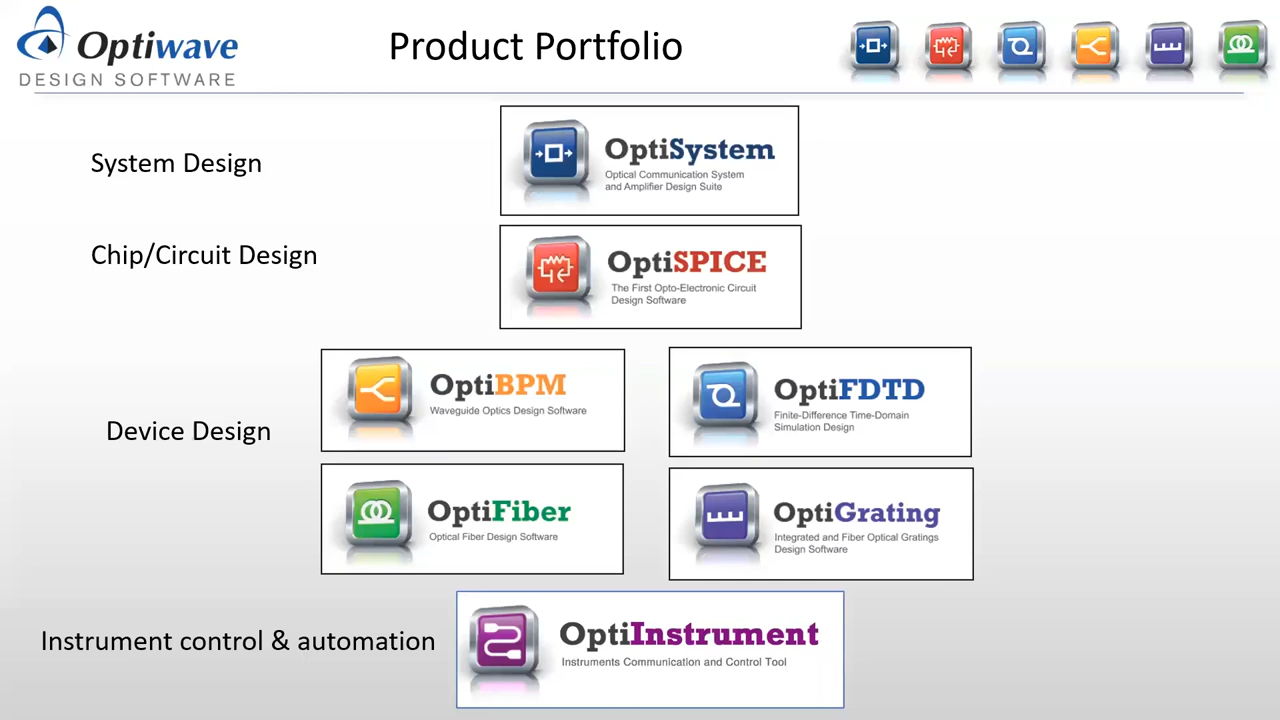 Optiwave
DESIGN SOFTWARE
Product Portfolio
System Design
OptiSystem
Optical Communication System
and Amplifier Design Suite
Chip/Circuit Design
OptiSPICE
The First Opto-Electronic Circuit
Design Software
Device Design
OptiBPM
Waveguide Optics Design Software
OptiFDTD
Finite-Difference Time-Domain
Simulation Design
OptiFiber
Optical Fiber Design Software
OptiGrating
Integrated and Fiber Optical Gratings
Design Software
Instrument control & automation
OptiInstrument
Instruments Communication and Control Tool